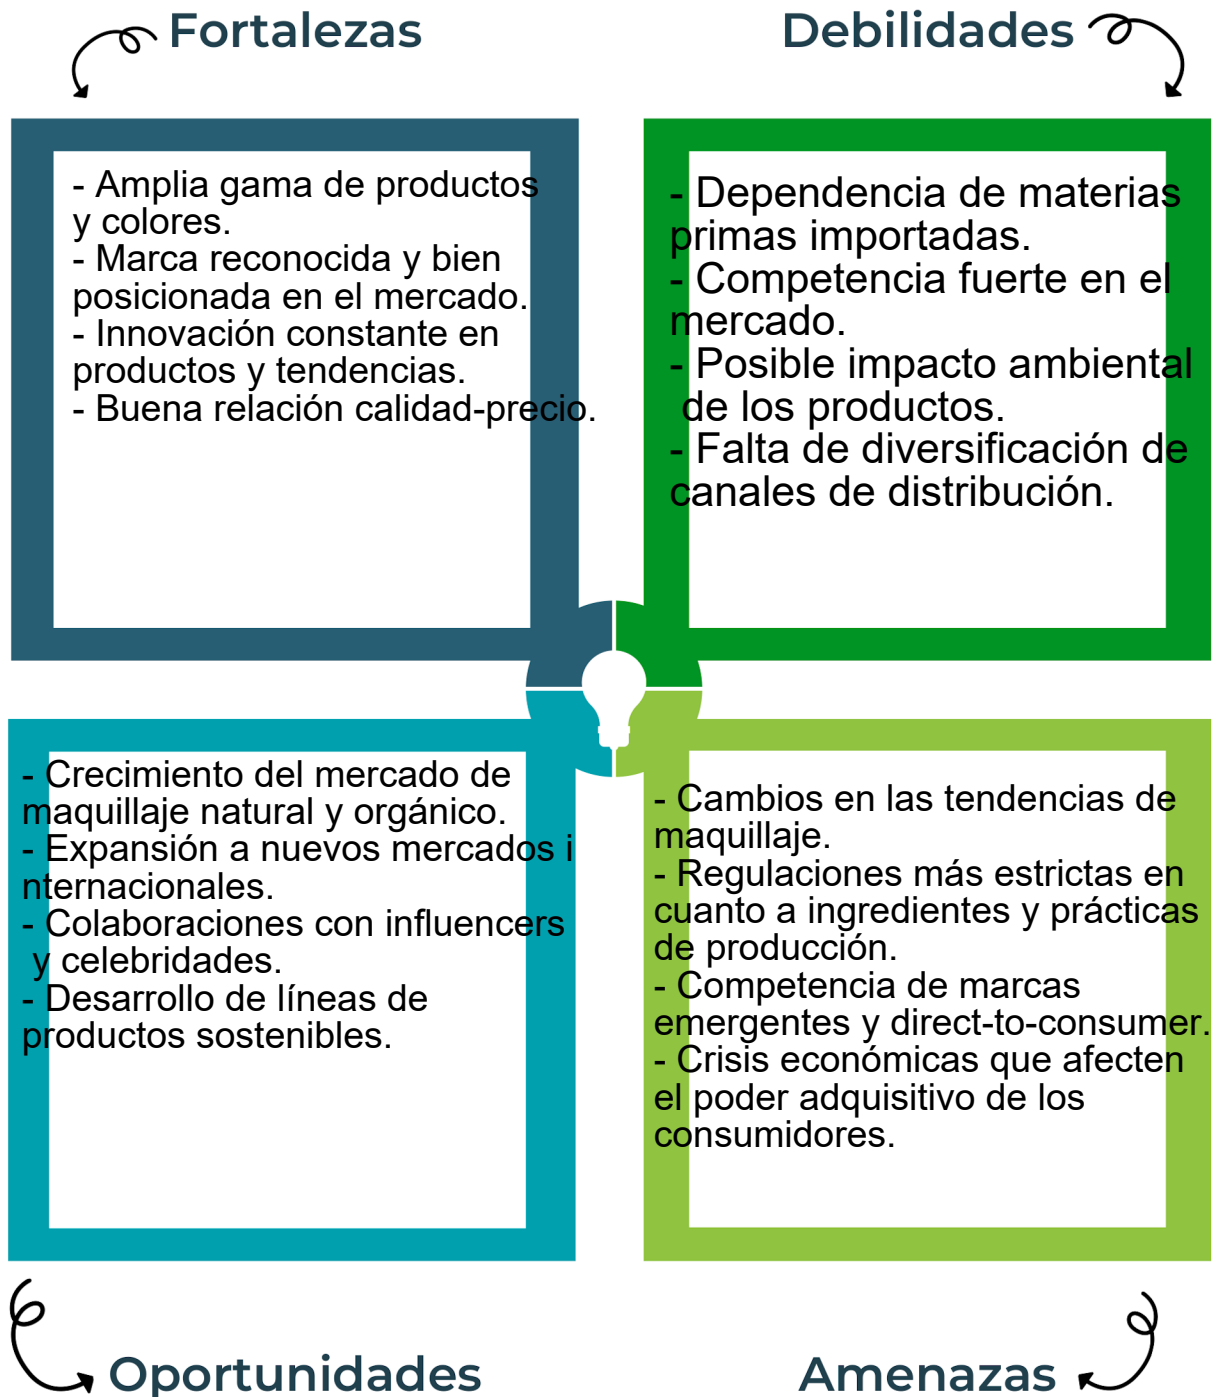 Fortalezas
- Amplia gama de productos
y colores.
- Marca reconocida y bien
posicionada en el mercado.
- Innovación constante en
productos y tendencias.
- Buena relación calidad-precio.
Debilidades
- Dependencia de materias
primas importadas.
- Competencia fuerte en el
mercado.
- Posible impacto ambiental
de los productos.
- Falta de diversificación de
canales de distribución.
- Crecimiento del mercado de
maquillaje natural y orgánico.
- Expansión a nuevos mercados i
nternacionales.
- Colaboraciones con influencers
y celebridades.
- Desarrollo de líneas de
productos sostenibles.
Oportunidades
- Cambios en las tendencias de
maquillaje.
- Regulaciones más estrictas en
cuanto a ingredientes y prácticas
de producción.
- Competencia de marcas
emergentes y direct-to-consumer.
- Crisis económicas que afecten
el poder adquisitivo de los
consumidores.
Amenazas